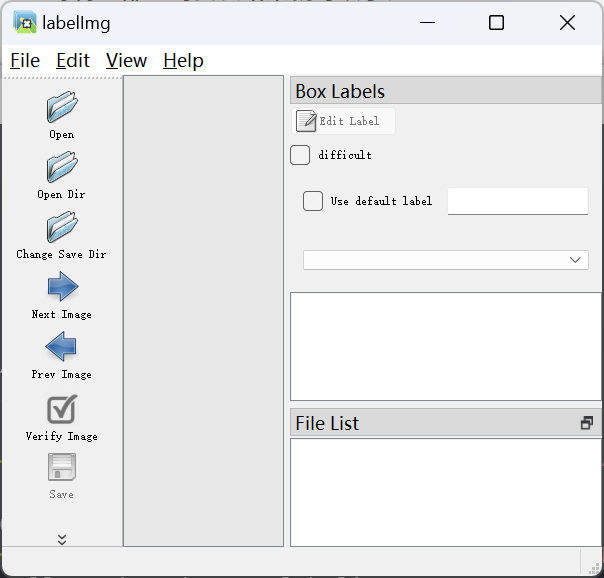 labelImg
File Edit View Help
Open
Open Dir
Change Save Dir
Next Image
Prev Image
Verify Image
Save
Box Labels
Edit Label
difficult
Use default label
File List